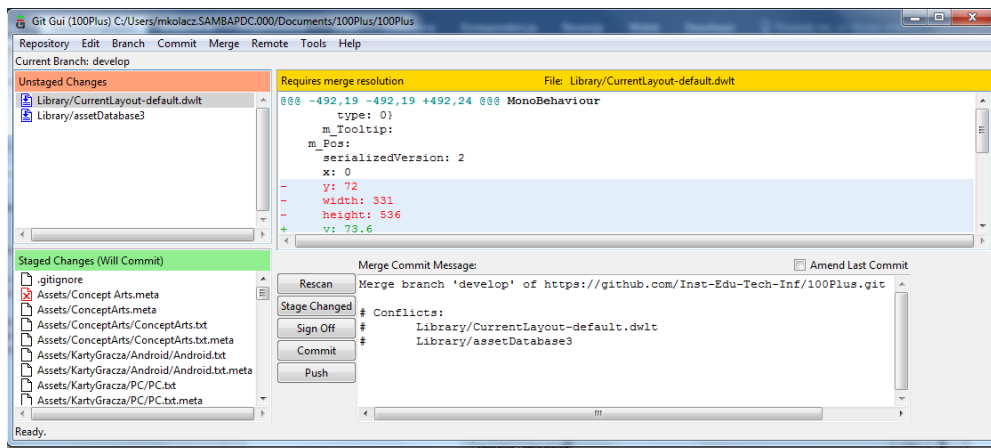 Git Gui (100Plus) C:/Users/mkolacz.SAMBAPDC.000/Documents/100Plus/100Plus
Repository Edit Branch Commit Merge Remote Tools Help
Current Branch: develop
Unstaged Changes
Library/CurrentLayout-default.dwlt
Library/assetDatabase3
Requires merge resolution File: Library/CurrentLayout-default.dwlt
@@@ -492,19 -492,19 +492,24 @@@ MonoBehaviour
type: 0}
m_Tooltip:
m_Pos:
serializedVersion: 2
x: 0
- y: 72
- width: 331
- height: 536
+ y: 73.6
Staged Changes (Will Commit)
.gitignore
Assets/Concept Arts.meta
Assets/ConceptArts.meta
Assets/ConceptArts/ConceptArts.txt
Assets/ConceptArts/ConceptArts.txt.meta
Assets/KartyGracza/Android/Android.txt
Assets/KartyGracza/Android/Android.txt.meta
Assets/KartyGracza/PC/PC.txt
Assets/KartyGracza/PC/PC.txt.meta
Rescan
Stage Changed
Sign Off
Commit
Push
Merge Commit Message: Amend Last Commit
Merge branch 'develop' of https://github.com/Inst-Edu-Tech-Inf/100Plus.git
# Conflicts:
# Library/CurrentLayout-default.dwlt
# Library/assetDatabase3
Ready.